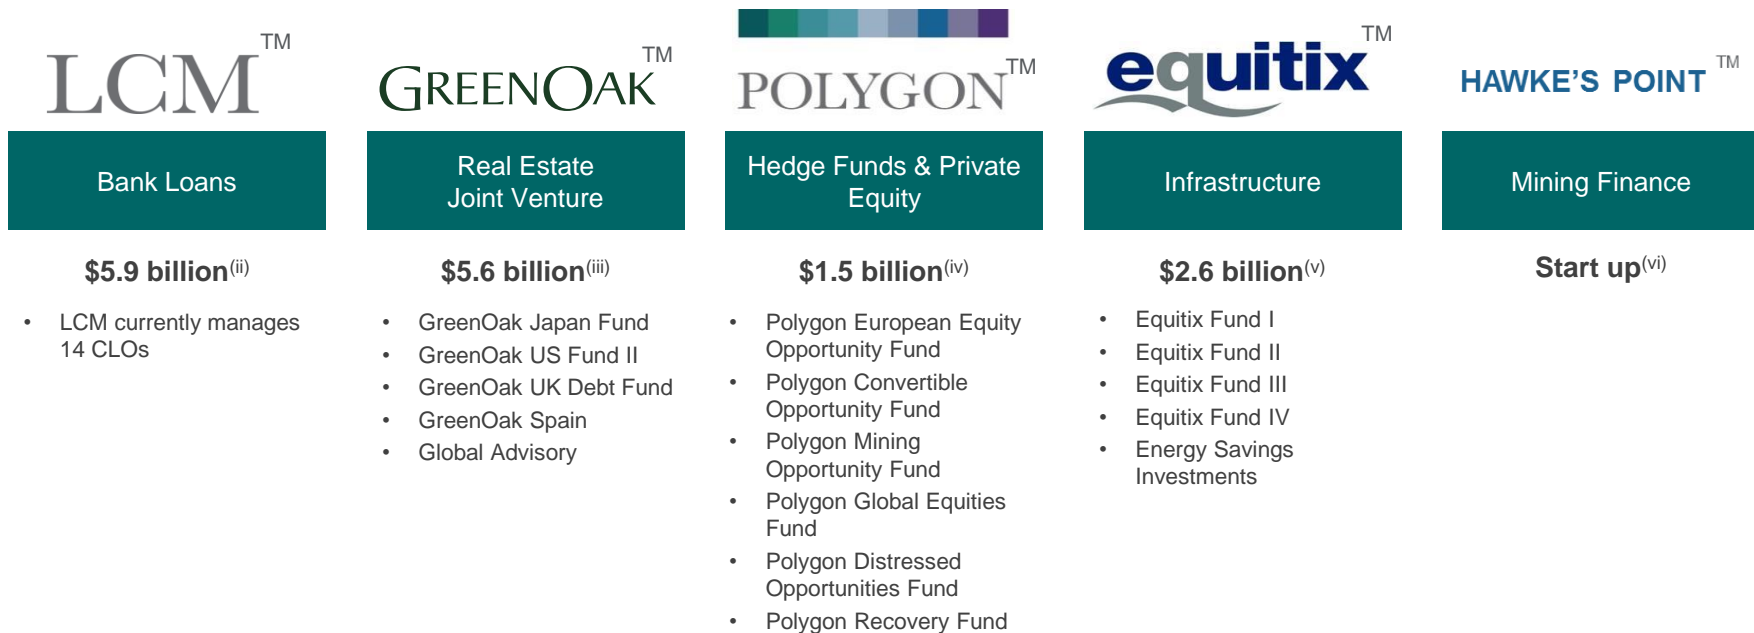 LCM™
Bank Loans
$5.9 billion(ii)
• LCM currently manages
14 CLOs
GREENOAK™
Real Estate
Joint Venture
$5.6 billion(iii)
• GreenOak Japan Fund
• GreenOak US Fund II
• GreenOak UK Debt Fund
• GreenOak Spain
• Global Advisory
POLYGON™
Hedge Funds & Private
Equity
$1.5 billion(iv)
• Polygon European Equity
Opportunity Fund
• Polygon Convertible
Opportunity Fund
• Polygon Mining
Opportunity Fund
• Polygon Global Equities
Fund
• Polygon Distressed
Opportunities Fund
• Polygon Recovery Fund
equitix™
Infrastructure
$2.6 billion(v)
• Equitix Fund I
• Equitix Fund II
• Equitix Fund III
• Equitix Fund IV
• Energy Savings
Investments
HAWKE'S POINT™
Mining Finance
Start up(vi)